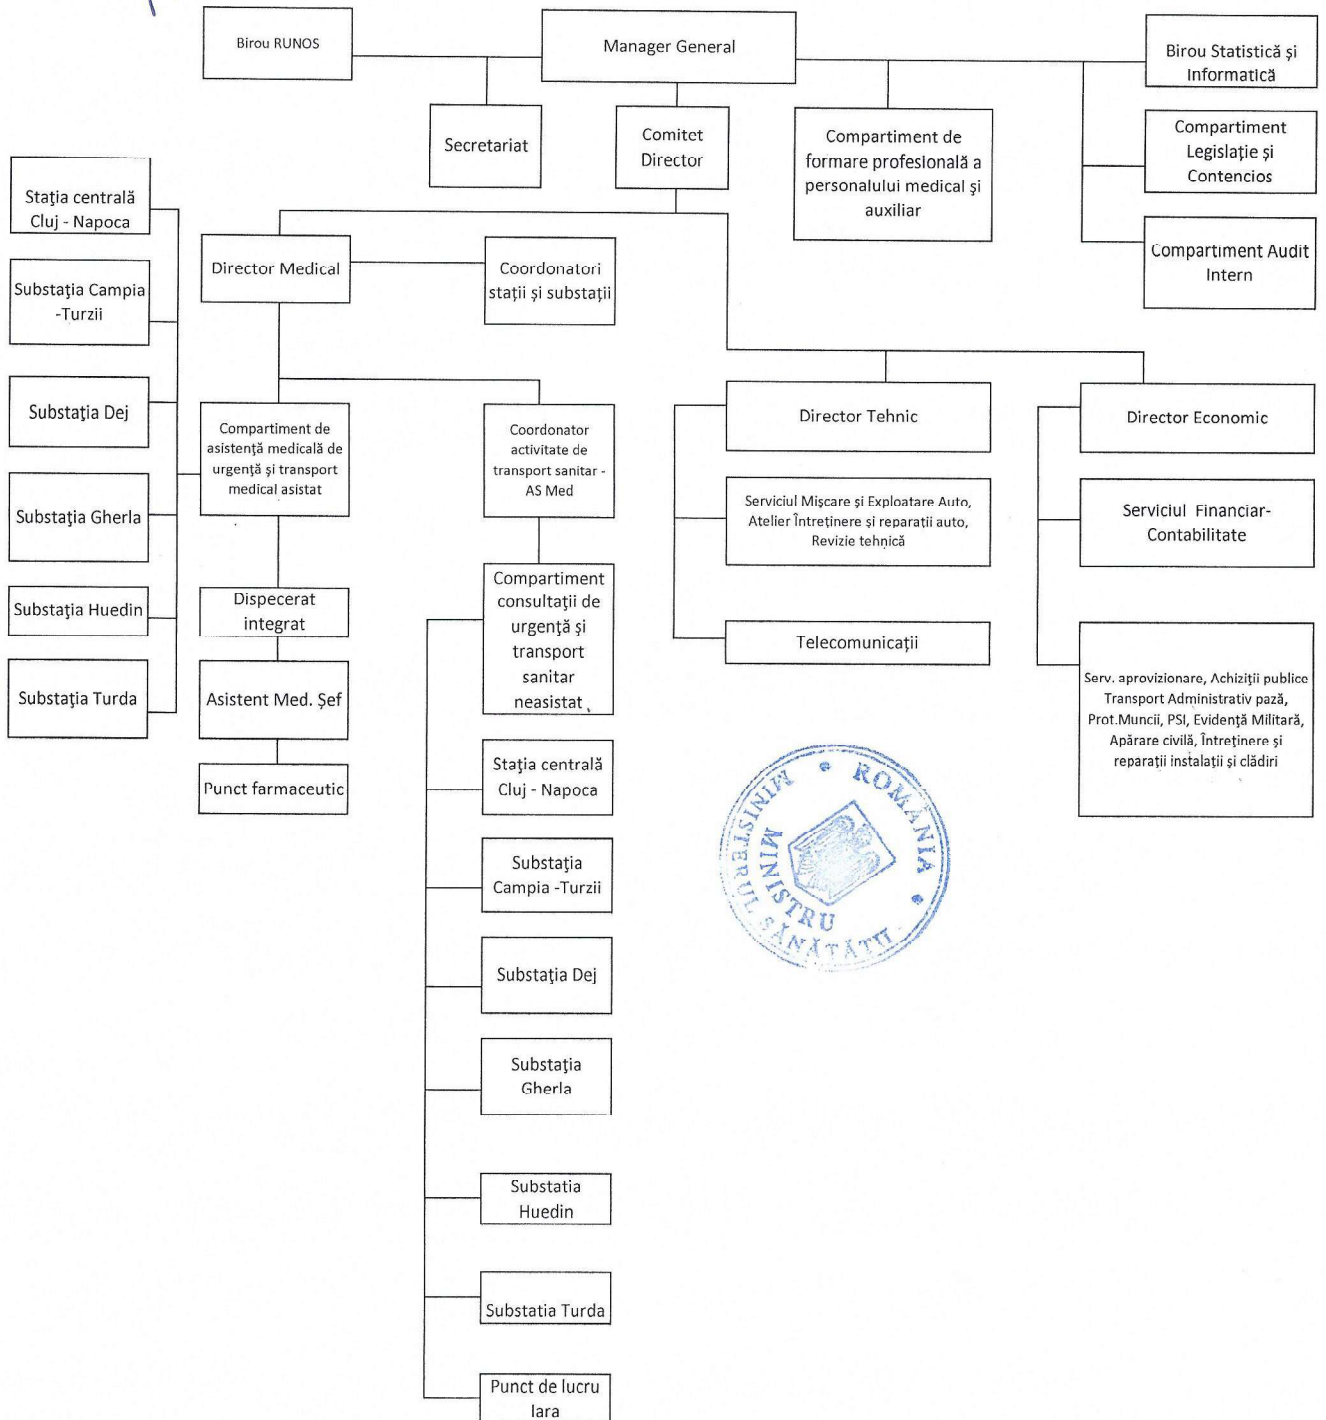 Birou RUNOS
Manager General
Birou Statistică și
Informatică
Secretariat
Comitet
Director
Compartiment de
formare profesională a
personalului medical și
auxiliar
Compartiment
Legislație și
Contencios
Compartiment Audit
Intern
Stația centrală
Cluj - Napoca
Substația Campia
-Turzii
Substația Dej
Substația Gherla
Substația Huedin
Substația Turda
Director Medical
Coordonatori
stații și substații
Compartiment de
asistență medicală de
urgență și transport
medical asistat
Dispecerat
integrat
Asistent Med. Șef
Punct farmaceutic
Coordonator
activitate de
transport sanitar -
AS Med
Compartiment
consultații de
urgență și
transport
sanitar
neasistat
Stația centrală
Cluj - Napoca
Substația
Campia -Turzii
Substația Dej
Substația
Gherla
Substatia
Huedin
Substatia Turda
Punct de lucru
Iara
Director Tehnic
Serviciul Mișcare și Exploatare Auto,
Atelier Întreținere și reparații auto,
Revizie tehnică
Telecomunicații
Director Economic
Serviciul Financiar-
Contabilitate
Serv. aprovizionare, Achiziții publice
Transport Administrativ pază,
Prot.Muncii, PSI, Evidență Militară,
Apărare civilă, Întreținere și
reparații instalații și clădiri
ROMÂNIA
MINISTERUL SĂNĂTĂȚII
MINISTRU